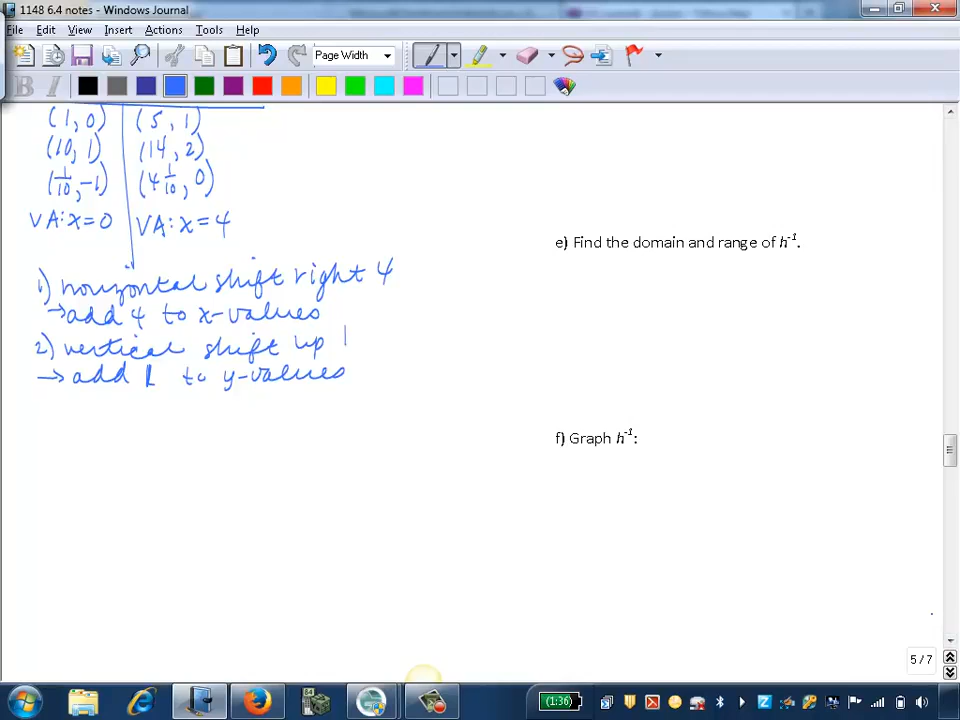 1148 6.4 notes - Windows Journal
File Edit View Insert Actions Tools Help
Page Width
B I
(1, 0) (5, 1)
(10, 1) (14, 2)
(1/10, -1) (4 1/10, 0)
VA: x=0 VA: x=4
1) horizontal shift right 4
→ add 4 to x-values
2) vertical shift up 1
→ add 1 to y-values
e) Find the domain and range of h⁻¹.
f) Graph h⁻¹:
5 / 7
(1:36)